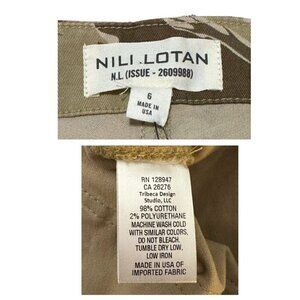 NILI LOTAN
N.L (ISSUE - 2609988)
6
MADE IN
USA
RN 128947
CA 26276
Tribeca Design
Studio, LLC
98% COTTON
2% POLYURETHANE
MACHINE WASH COLD
WITH SIMILAR COLORS,
DO NOT BLEACH.
TUMBLE DRY LOW,
LOW IRON
MADE IN USA OF
IMPORTED FABRIC